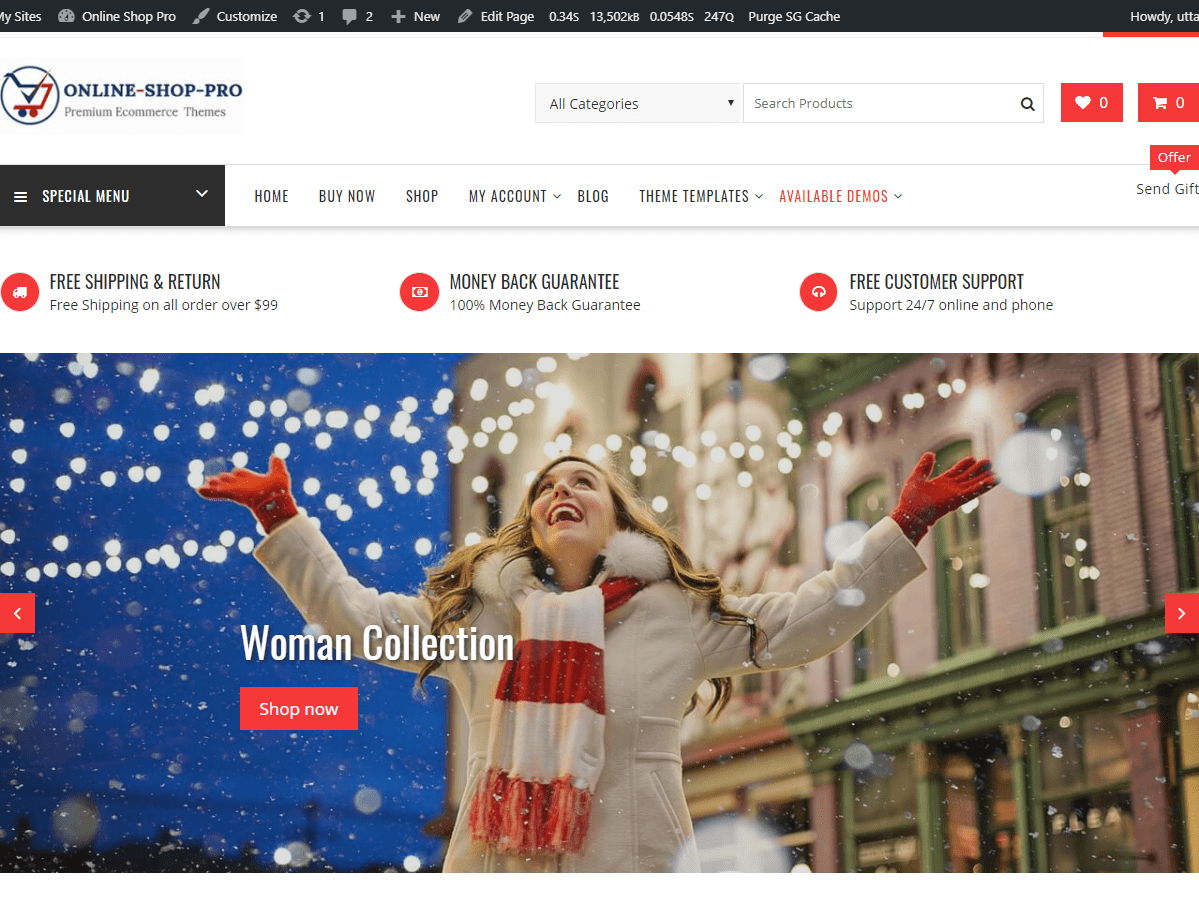 My Sites Online Shop Pro Customize 1 2 New Edit Page 0.34s 13,502kB 0.0548s 247Q Purge SG Cache Howdy, utta
ONLINE-SHOP-PRO
Premium Ecommerce Themes
All Categories Search Products 0 0
Offer
SPECIAL MENU HOME BUY NOW SHOP MY ACCOUNT BLOG THEME TEMPLATES AVAILABLE DEMOS Send Gift
FREE SHIPPING & RETURN
Free Shipping on all order over $99
MONEY BACK GUARANTEE
100% Money Back Guarantee
FREE CUSTOMER SUPPORT
Support 24/7 online and phone
Woman Collection
Shop now
FLEA